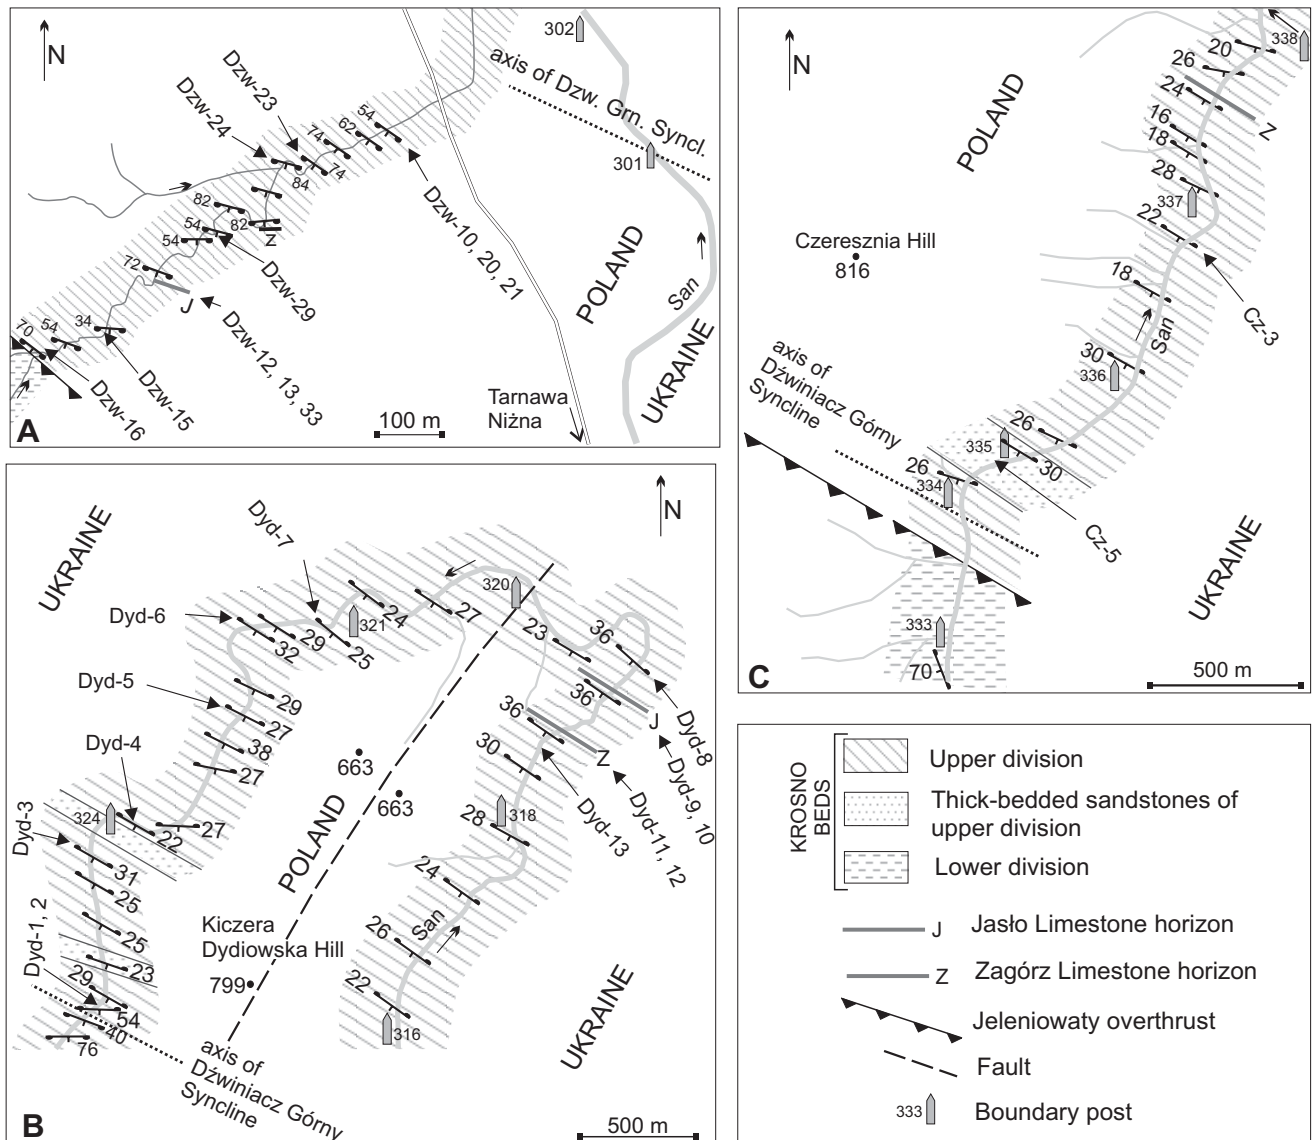 302
N
axis of Dzw. Grn. Syncl.
301
Dzw-23
Dzw-24
54
62
74
74
84
82
82
Z
54
54
72
J
34
54
70
Dzw-10, 20, 21
Dzw-29
Dzw-12, 13, 33
Dzw-15
Dzw-16
POLAND
San
UKRAINE
Tarnawa
Niżna
100 m
A
UKRAINE
N
Dyd-7
Dyd-6
Dyd-5
Dyd-4
Dyd-3
Dyd-1, 2
320
321
24
27
25
29
32
29
27
38
27
27
22
324
31
25
25
23
29
54
40
76
23
36
36
J
36
Z
30
318
28
24
26
22
316
Dyd-8
Dyd-9, 10
Dyd-11, 12
Dyd-13
663
663
POLAND
Kiczera
Dydiowska Hill
799
San
UKRAINE
axis of
Dźwiniacz Górny
Syncline
500 m
B
N
338
20
26
24
Z
16
18
28
337
22
18
30
336
26
335
30
26
334
333
70
POLAND
Czeresznia Hill
816
San
Cz-3
Cz-5
axis of
Dźwiniacz Górny
Syncline
UKRAINE
500 m
C
KROSNO
BEDS
Upper division
Thick-bedded sandstones of
upper division
Lower division
J Jasło Limestone horizon
Z Zagórz Limestone horizon
Jeleniowaty overthrust
Fault
333 Boundary post